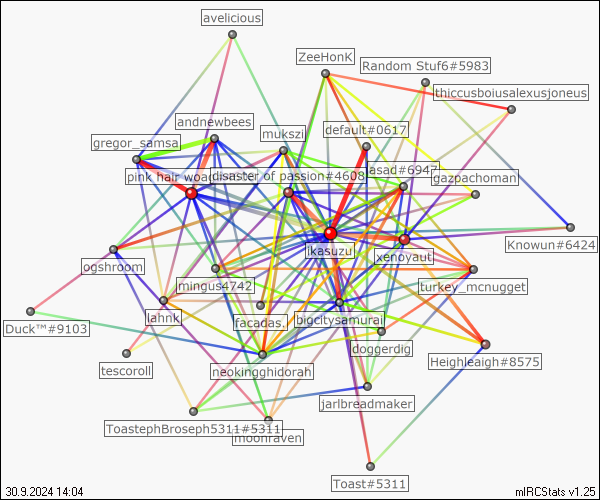 avelicious
ZeeHonK
Random Stuf6#5983
thiccusboiusalexusjoneus
andnewbees
mukszi
default#0617
gregor_samsa
pink hair woa
disaster of passion#4608
asad#6947
gazpachoman
ikasuzu
xenoyaut
Knowun#6424
ogshroom
mingus4742
turkey_mcnugget
lahnk
facadas.
bigcitysamurai
Duck™#9103
doggerdig
tescoroll
neokingghidorah
Heighleaigh#8575
jarlbreadmaker
ToastephBroseph5311#5311
moonraven
Toast#5311
30.9.2024 14:04
mIRCStats v1.25